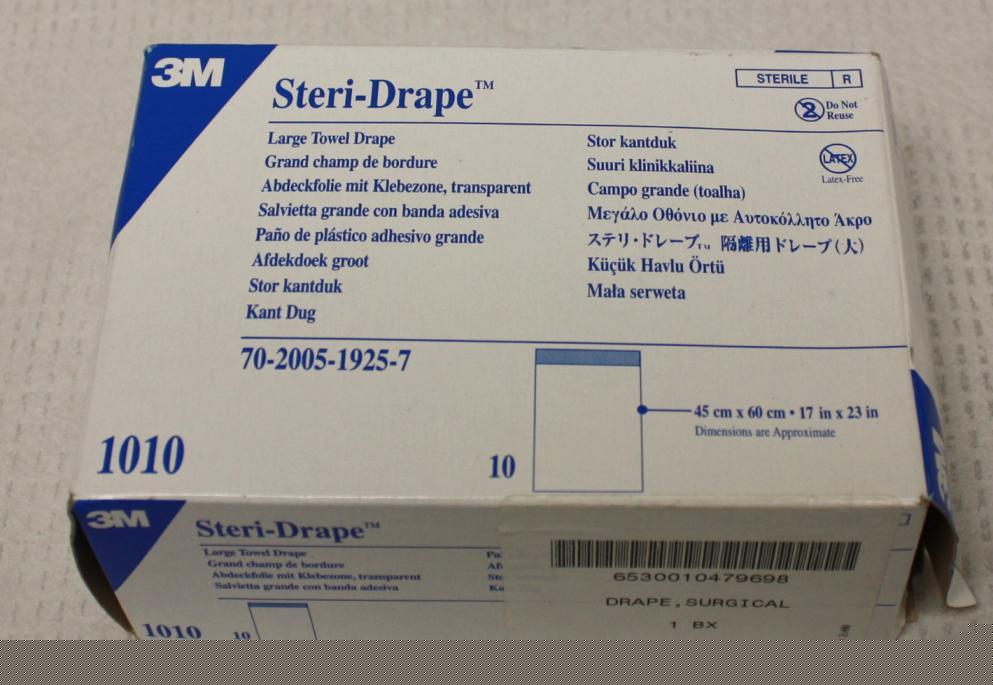 3M
Steri-Drape™
STERILE R
Do Not
Reuse
2
LATEX
Latex-Free
Large Towel Drape
Grand champ de bordure
Abdeckfolie mit Klebezone, transparent
Salvietta grande con banda adesiva
Paño de plástico adhesivo grande
Afdekdoek groot
Stor kantduk
Kant Dug
Stor kantduk
Suuri klinikkaliina
Campo grande (toalha)
Μεγάλο Οθόνιο με Αυτοκόλλητο Άκρο
ステリ・ドレープ™ 隔離用ドレープ(大)
Küçük Havlu Örtü
Mała serweta
70-2005-1925-7
45 cm x 60 cm • 17 in x 23 in
Dimensions are Approximate
1010
10
3M
3M
Steri-Drape™
Large Towel Drape
Grand champ de bordure
Abdeckfolie mit Klebezone, transparent
Salvietta grande con banda adesiva
Pa
Af
Sto
Ka
1010
10
6530010479698
DRAPE,SURGICAL
1 BX